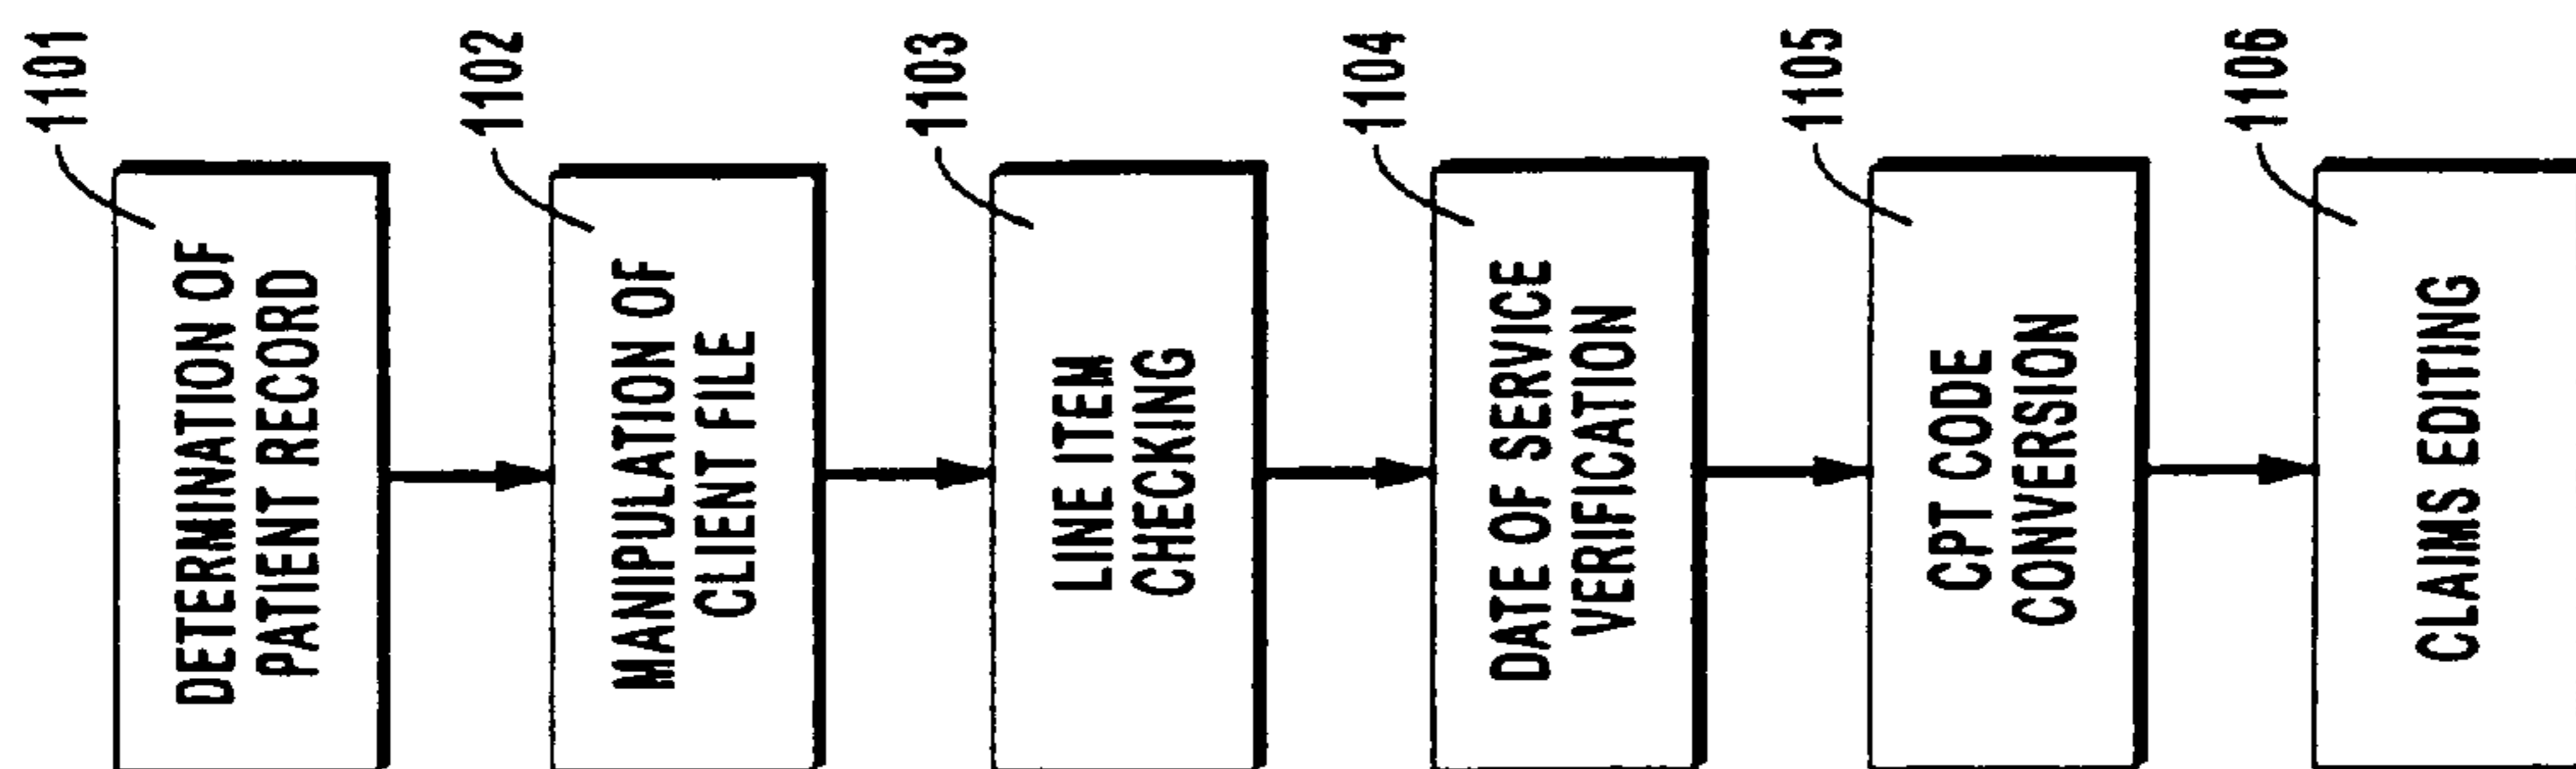 1101
DETERMINATION OF
PATIENT RECORD
1102
MANIPULATION OF
CLIENT FILE
1103
LINE ITEM
CHECKING
1104
DATE OF SERVICE
VERIFICATION
1105
CPT CODE
CONVERSION
1106
CLAIMS EDITING